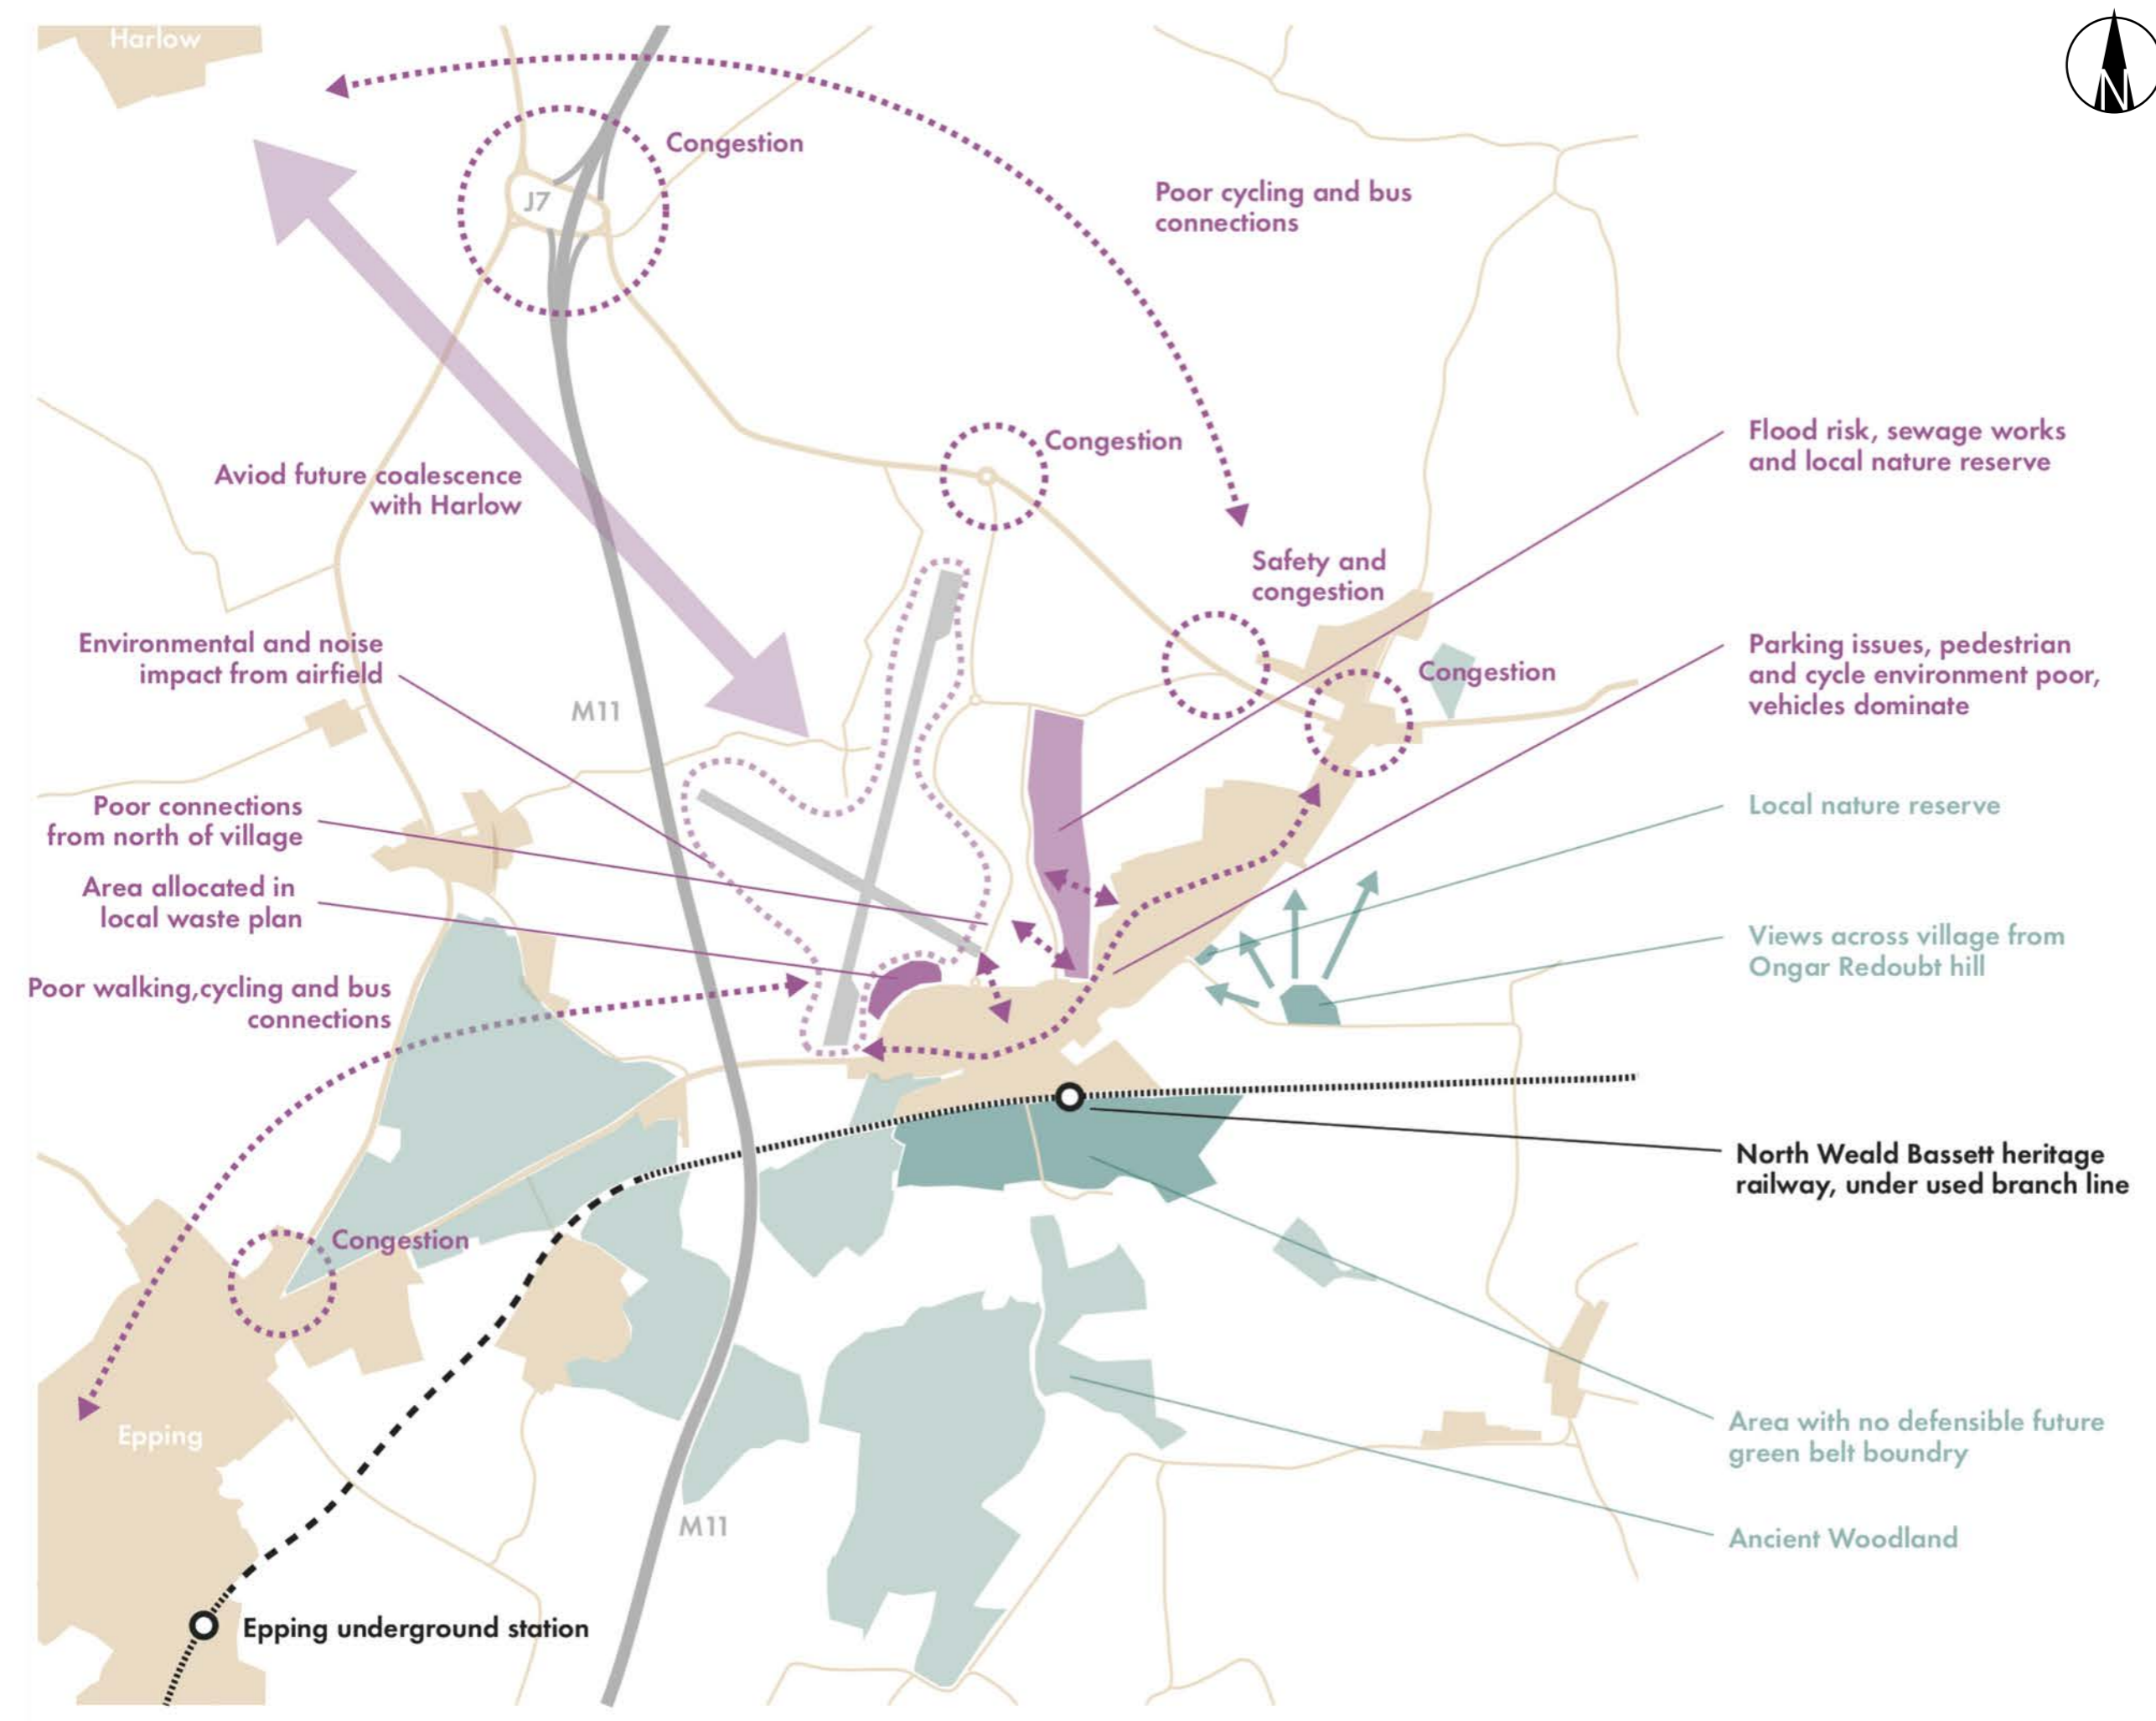 Harlow
N
Congestion
J7
Poor cycling and bus
connections
Congestion
Flood risk, sewage works
and local nature reserve
Aviod future coalescence
with Harlow
Safety and
congestion
Environmental and noise
impact from airfield
Parking issues, pedestrian
and cycle environment poor,
vehicles dominate
Congestion
M11
Poor connections
from north of village
Local nature reserve
Area allocated in
local waste plan
Views across village from
Ongar Redoubt hill
Poor walking,cycling and bus
connections
North Weald Bassett heritage
railway, under used branch line
Congestion
Epping
Area with no defensible future
green belt boundry
M11
Ancient Woodland
Epping underground station